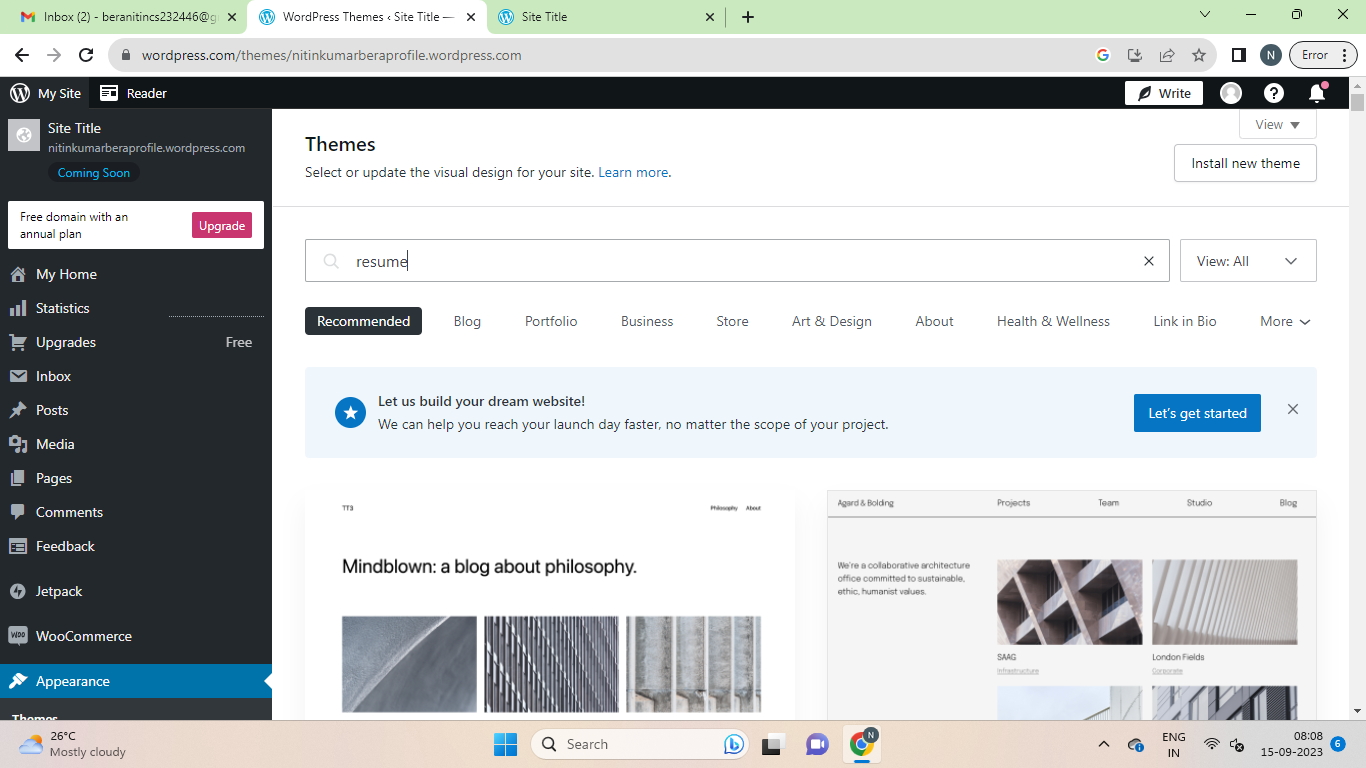 Inbox (2) - beranitincs232446@g
WordPress Themes ‹ Site Title —
Site Title
wordpress.com/themes/nitinkumarberaprofile.wordpress.com
G
N
Error
My Site
Reader
Write
?
Site Title
nitinkumarberaprofile.wordpress.com
Coming Soon
Free domain with an
annual plan
Upgrade
My Home
Statistics
Upgrades
Free
Inbox
Posts
Media
Pages
Comments
Feedback
Jetpack
WOO
WooCommerce
Appearance
Themes
View
Themes
Select or update the visual design for your site. Learn more.
Install new theme
resume
View: All
Recommended
Blog
Portfolio
Business
Store
Art & Design
About
Health & Wellness
Link in Bio
More
Let us build your dream website!
We can help you reach your launch day faster, no matter the scope of your project.
Let's get started
TT3
Philosophy
About
Mindblown: a blog about philosophy.
Agard & Bolding
Projects
Team
Studio
Blog
We're a collaborative architecture
office committed to sustainable,
ethic, humanist values.
SAAG
Infrastructure
London Fields
Corporate
26°C
Mostly cloudy
Search
N
ENG
IN
08:08
15-09-2023
6